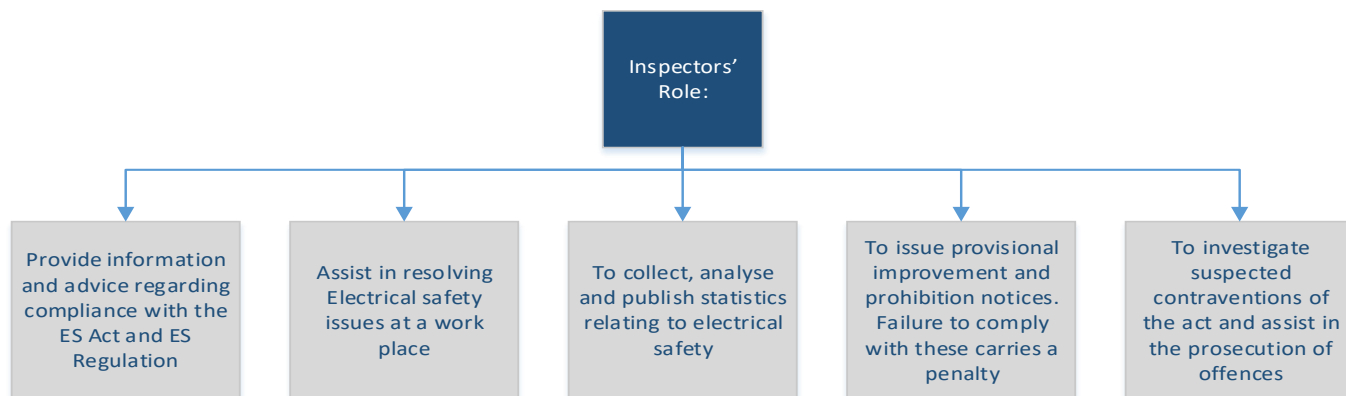 Inspectors’
Role:
Provide information
and advice regarding
compliance with the
ES Act and ES
Regulation
Assist in resolving
Electrical safety
issues at a work
place
To collect, analyse
and publish statistics
relating to electrical
safety
To issue provisional
improvement and
prohibition notices.
Failure to comply
with these carries a
penalty
To investigate
suspected
contraventions of
the act and assist in
the prosecution of
offences